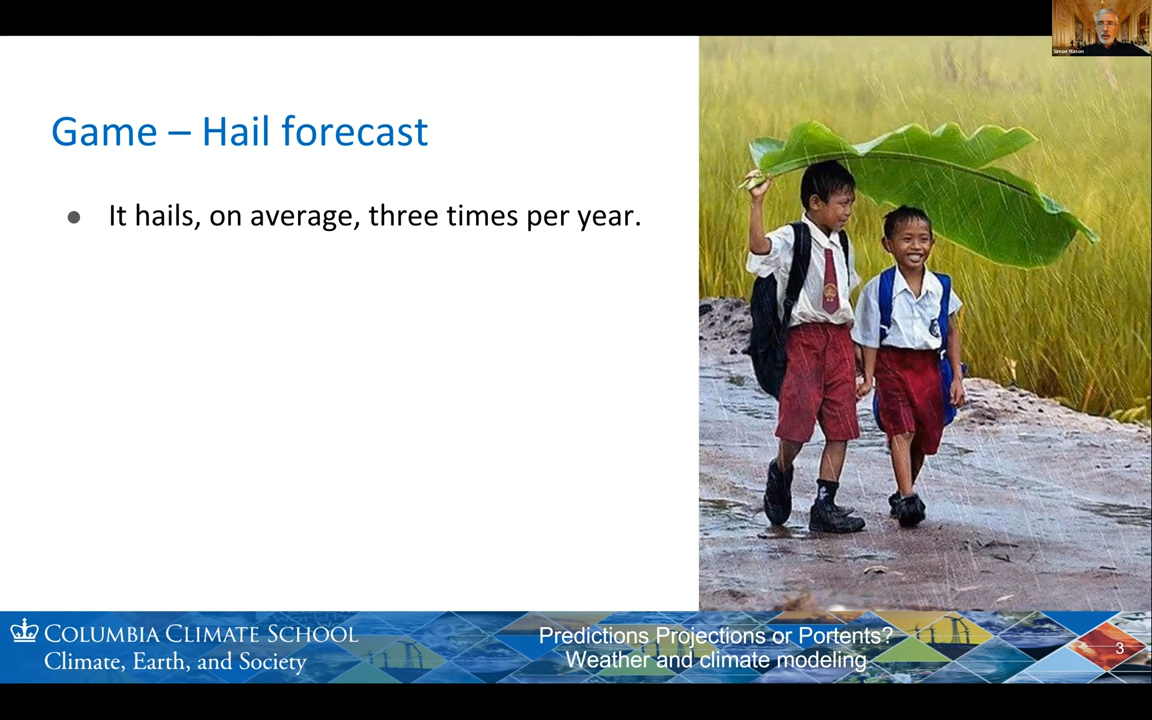 Simon Mason
Game – Hail forecast
● It hails, on average, three times per year.
COLUMBIA CLIMATE SCHOOL
Climate, Earth, and Society
Predictions Projections or Portents?
Weather and climate modeling
3